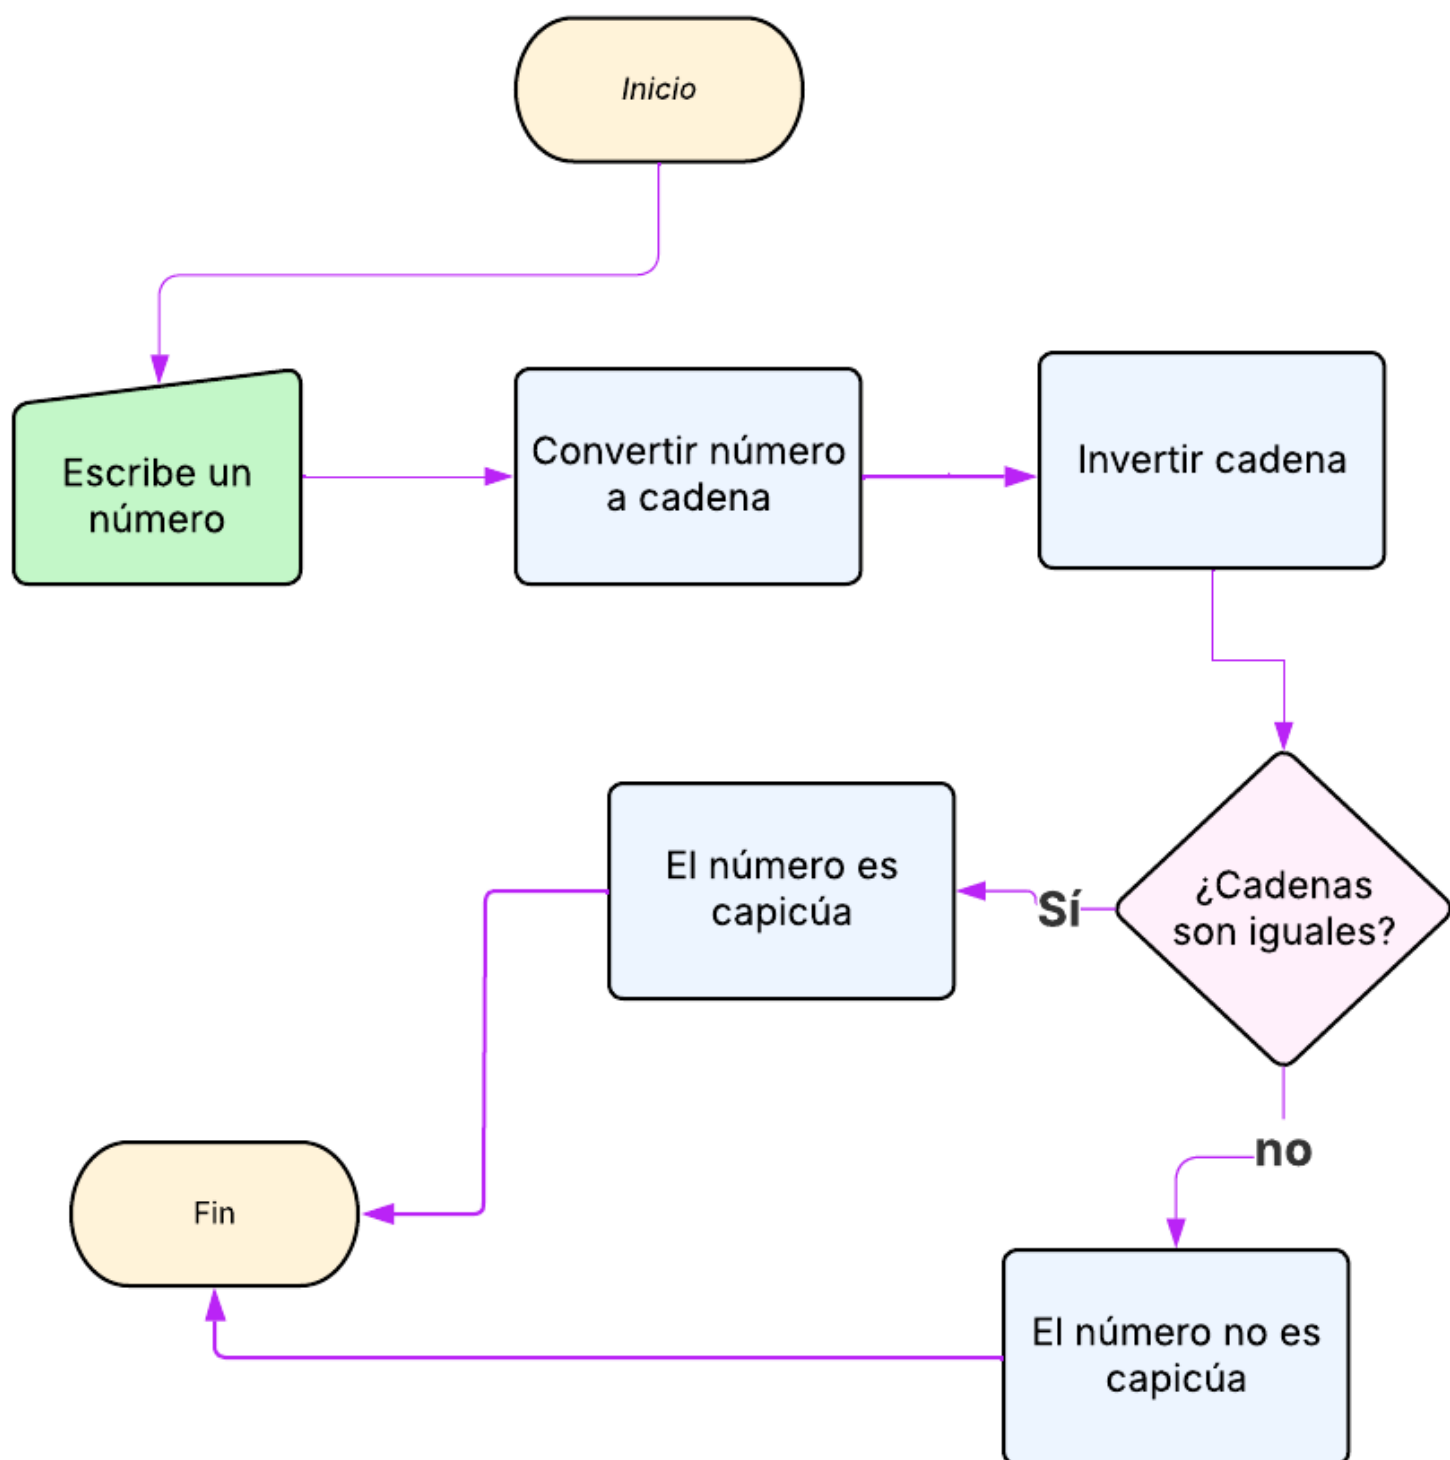 Inicio
Escribe un
número
Convertir número
a cadena
Invertir cadena
¿Cadenas
son iguales?
Sí
El número es
capicúa
no
El número no es
capicúa
Fin